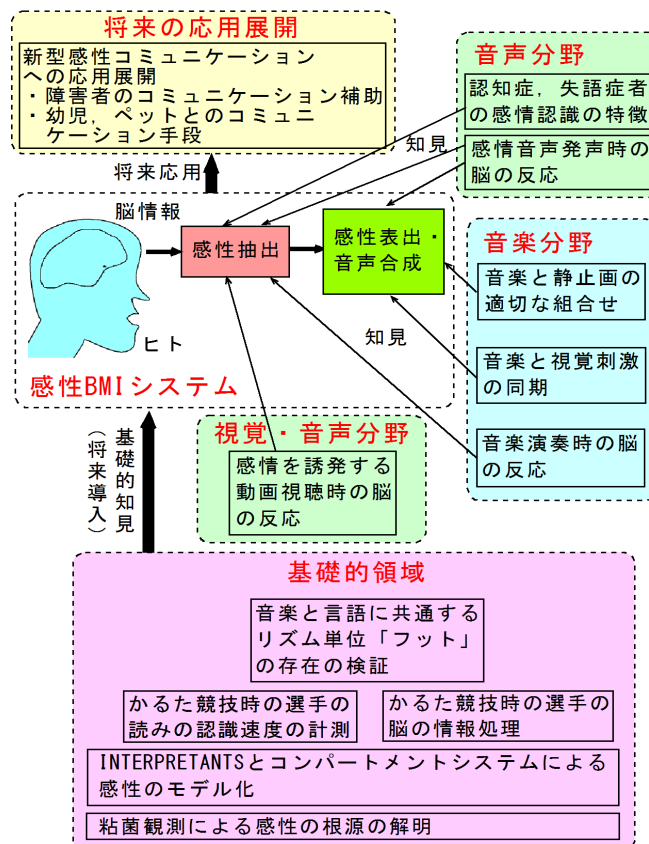 将来の応用展開
新型感性コミュニケーション
への応用展開
・障害者のコミュニケーション補助
・幼児，ペットとのコミュニ
ケーション手段
音声分野
認知症，失語症者
の感情認識の特徴
感情音声発声時の
脳の反応
知見
将来応用
脳情報
感性抽出
感性表出・
音声合成
ヒト
知見
感性BMIシステム
音楽分野
音楽と静止画の
適切な組合せ
音楽と視覚刺激
の同期
音楽演奏時の脳
の反応
視覚・音声分野
感情を誘発する
動画視聴時の脳
の反応
基礎的知見
（将来導入）
基礎的領域
音楽と言語に共通する
リズム単位「フット」
の存在の検証
かるた競技時の選手の
読みの認識速度の計測
かるた競技時の選手の
脳の情報処理
INTERPRETANTSとコンパートメントシステムによる
感性のモデル化
粘菌観測による感性の根源の解明